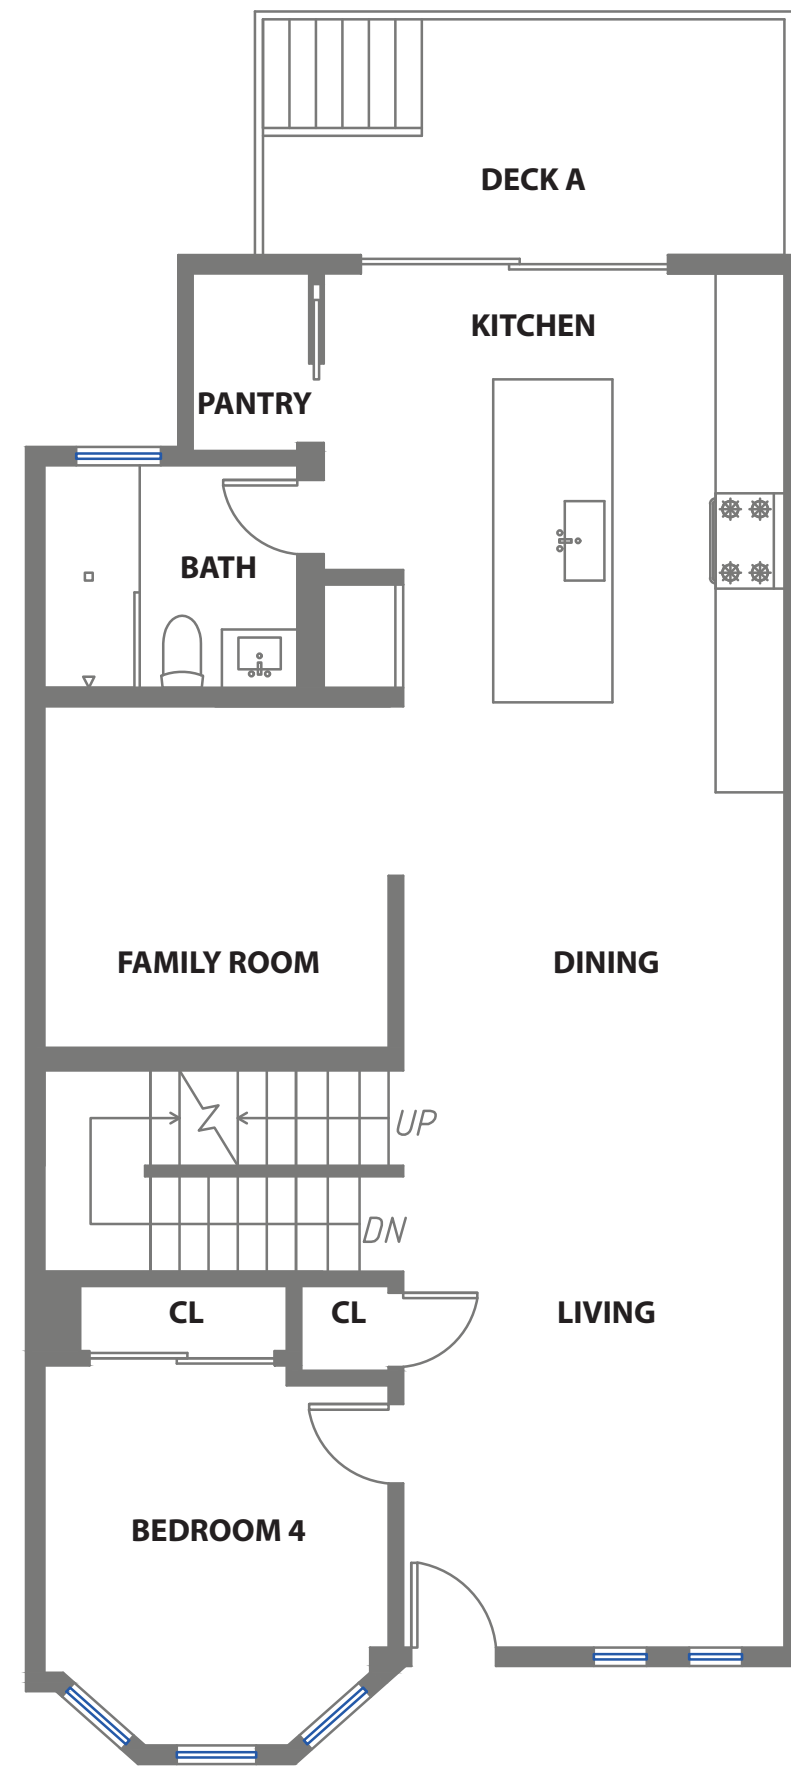 DECK A
KITCHEN
PANTRY
BATH
FAMILY ROOM
DINING
UP
DN
CL
CL
LIVING
BEDROOM 4